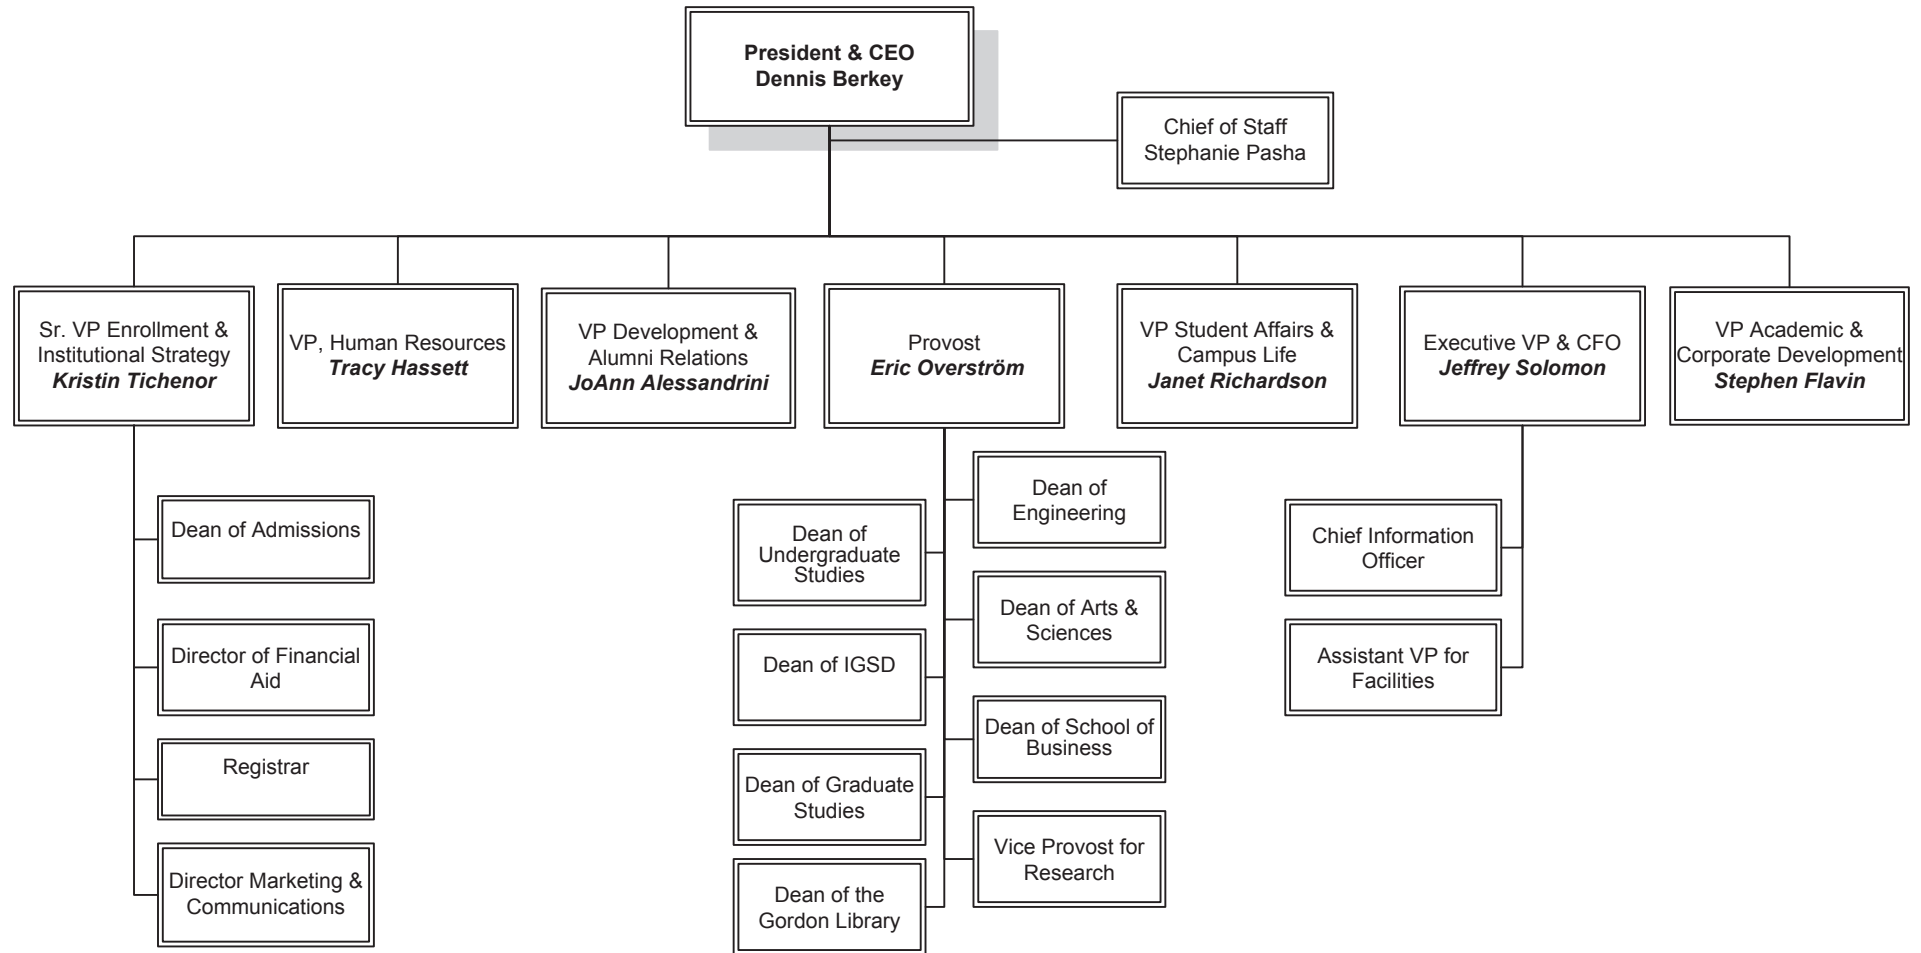 President & CEO
Dennis Berkey
Chief of Staff
Stephanie Pasha
Sr. VP Enrollment &
Institutional Strategy
Kristin Tichenor
VP, Human Resources
Tracy Hassett
VP Development &
Alumni Relations
JoAnn Alessandrini
Provost
Eric Overström
VP Student Affairs &
Campus Life
Janet Richardson
Executive VP & CFO
Jeffrey Solomon
VP Academic &
Corporate Development
Stephen Flavin
Dean of Admissions
Director of Financial
Aid
Registrar
Director Marketing &
Communications
Dean of
Undergraduate
Studies
Dean of IGSD
Dean of Graduate
Studies
Dean of the
Gordon Library
Dean of
Engineering
Dean of Arts &
Sciences
Dean of School of
Business
Vice Provost for
Research
Chief Information
Officer
Assistant VP for
Facilities